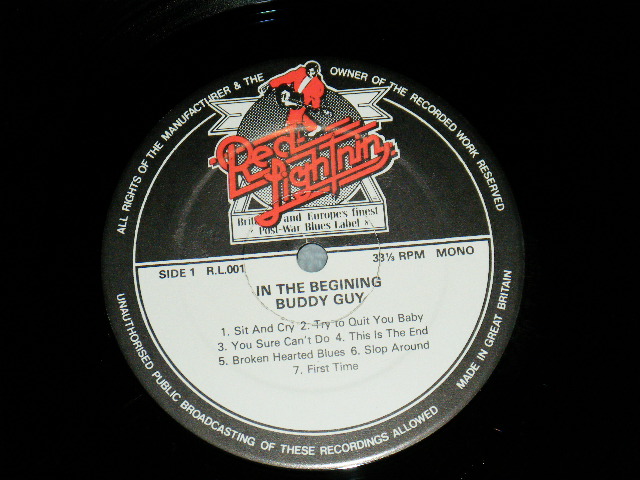 ALL RIGHTS OF THE MANUFACTURER & THE OWNER OF THE RECORDED WORK RESERVED
Red
Lightnin'
and Europe's finest
Post-War Blues Label
SIDE 1 R.L.001
33⅓ RPM MONO
IN THE BEGINING
BUDDY GUY
1. Sit And Cry 2. Try to Quit You Baby
3. You Sure Can't Do 4. This Is The End
5. Broken Hearted Blues 6. Slop Around
7. First Time
UNAUTHORISED PUBLIC BROADCASTING OF THESE RECORDINGS ALLOWED
MADE IN GREAT BRITAIN